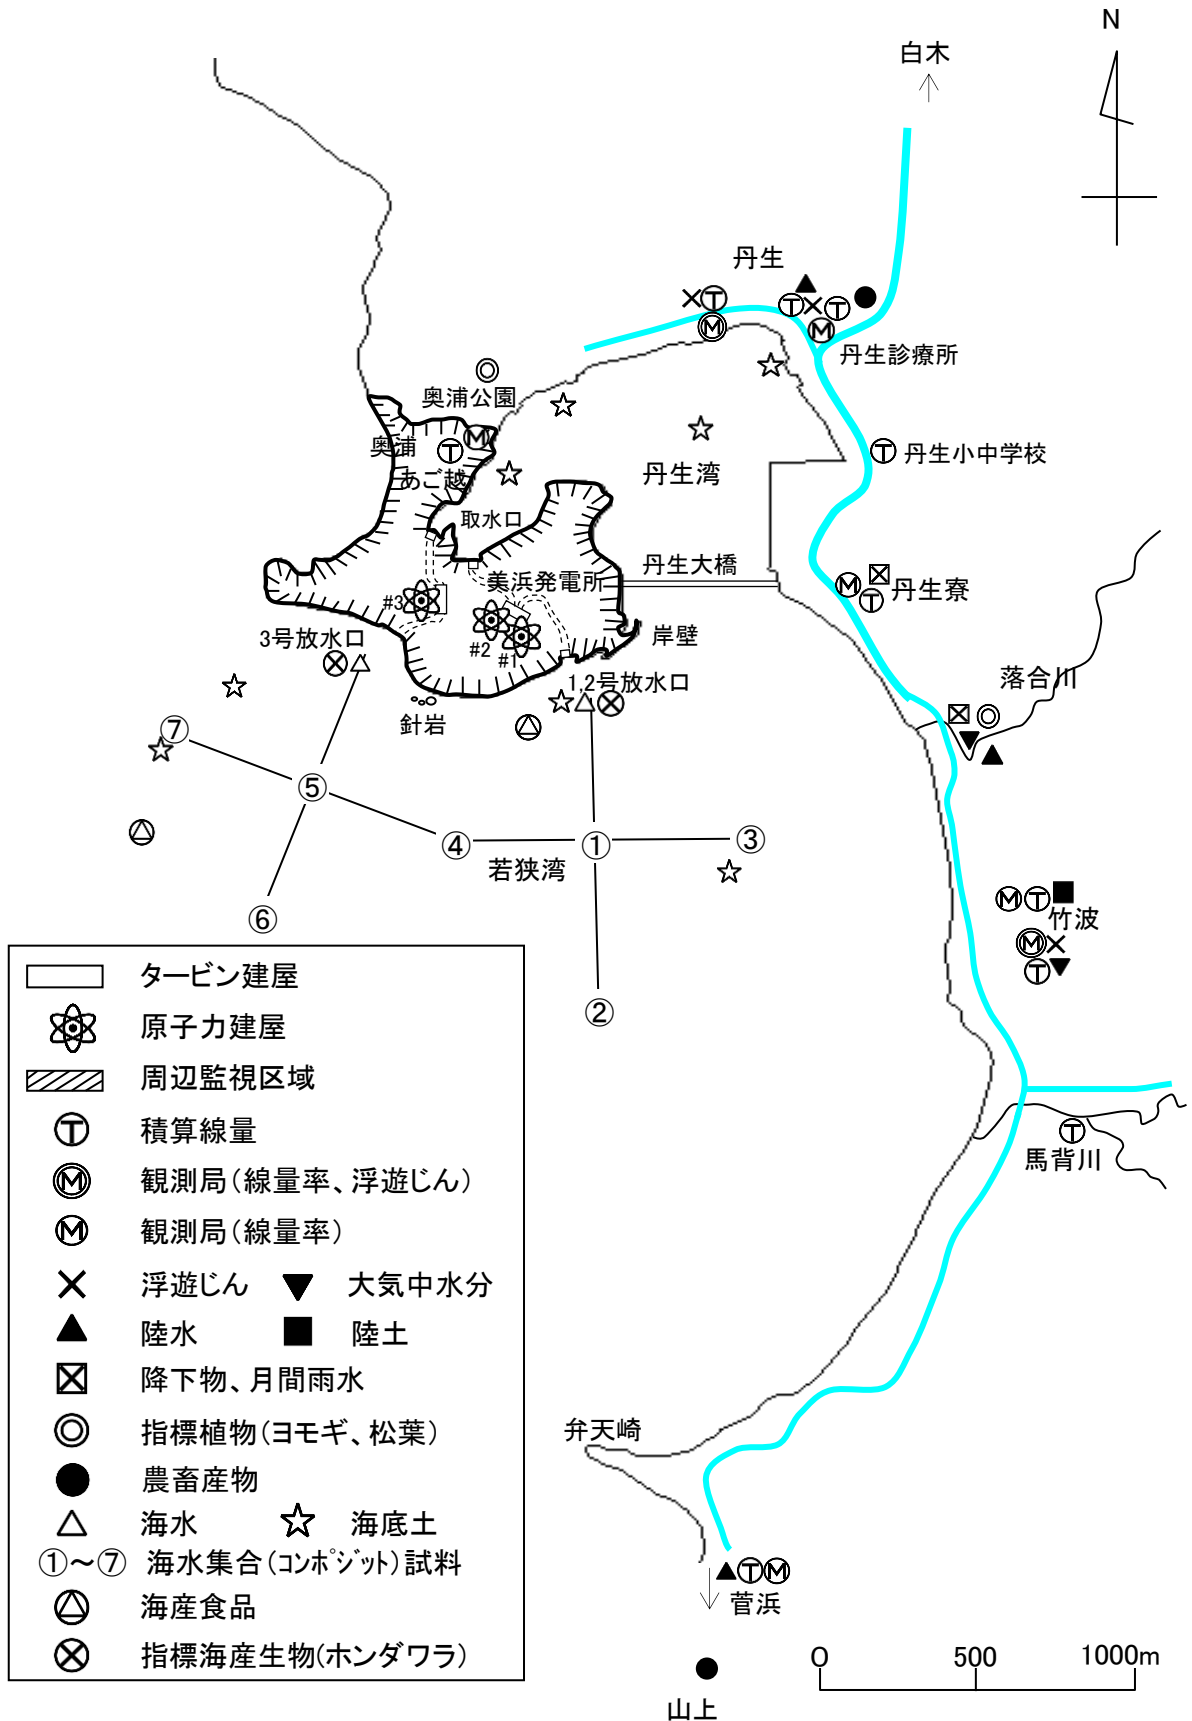 N
白木
丹生
丹生診療所
奥浦公園
奥浦
あご越
丹生小中学校
丹生湾
取水口
丹生大橋
美浜発電所
丹生寮
#3
#2
#1
3号放水口
岸壁
落合川
1,2号放水口
針岩
⑦
⑤
④
①
③
若狭湾
⑥
②
竹波
馬背川
タービン建屋
原子力建屋
周辺監視区域
T 積算線量
M 観測局(線量率、浮遊じん)
M 観測局(線量率)
浮遊じん 大気中水分
陸水 陸土
降下物、月間雨水
指標植物(ヨモギ、松葉)
農畜産物
海水 海底土
①～⑦ 海水集合(コンポジット)試料
海産食品
指標海産生物(ホンダワラ)
弁天崎
菅浜
山上
0 500 1000m